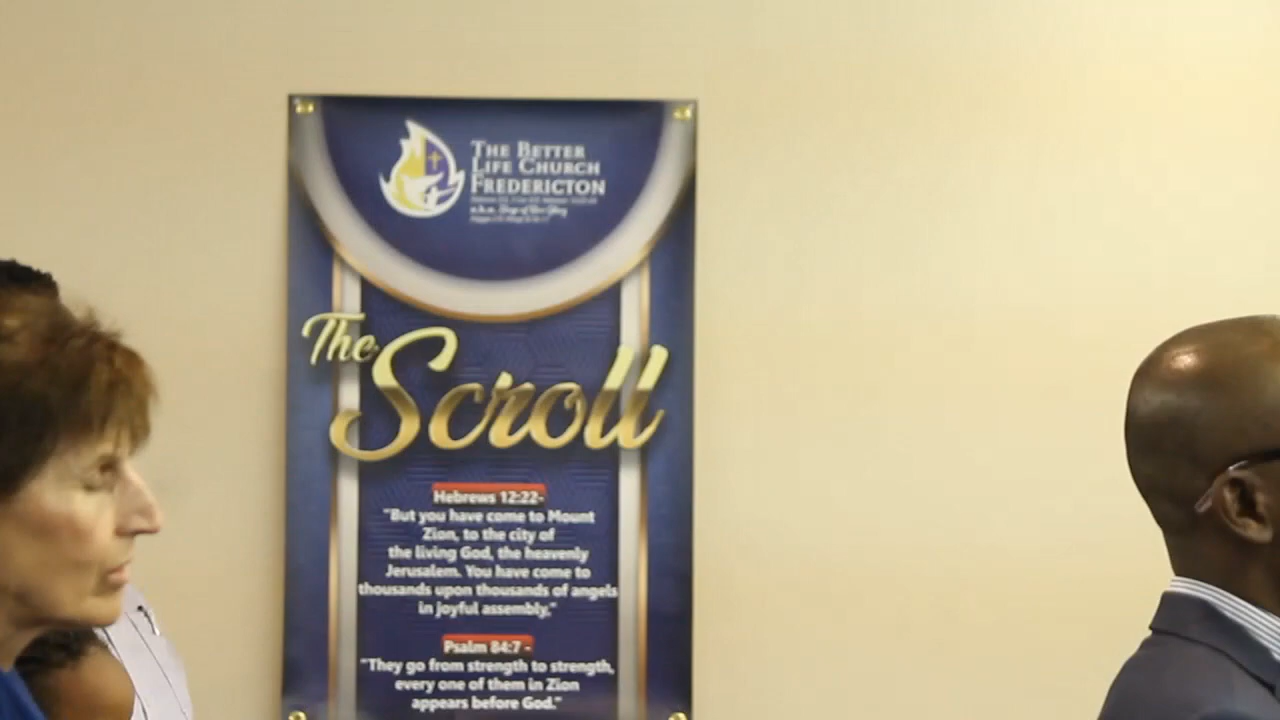 THE BETTER
LIFE CHURCH
FREDERICTON
The
Scroll
Hebrews 12:22-
"But you have come to Mount
Zion, to the city of
the living God, the heavenly
Jerusalem. You have come to
thousands upon thousands of angels
in joyful assembly."
Psalm 84:7 -
"They go from strength to strength,
every one of them in Zion
appears before God."